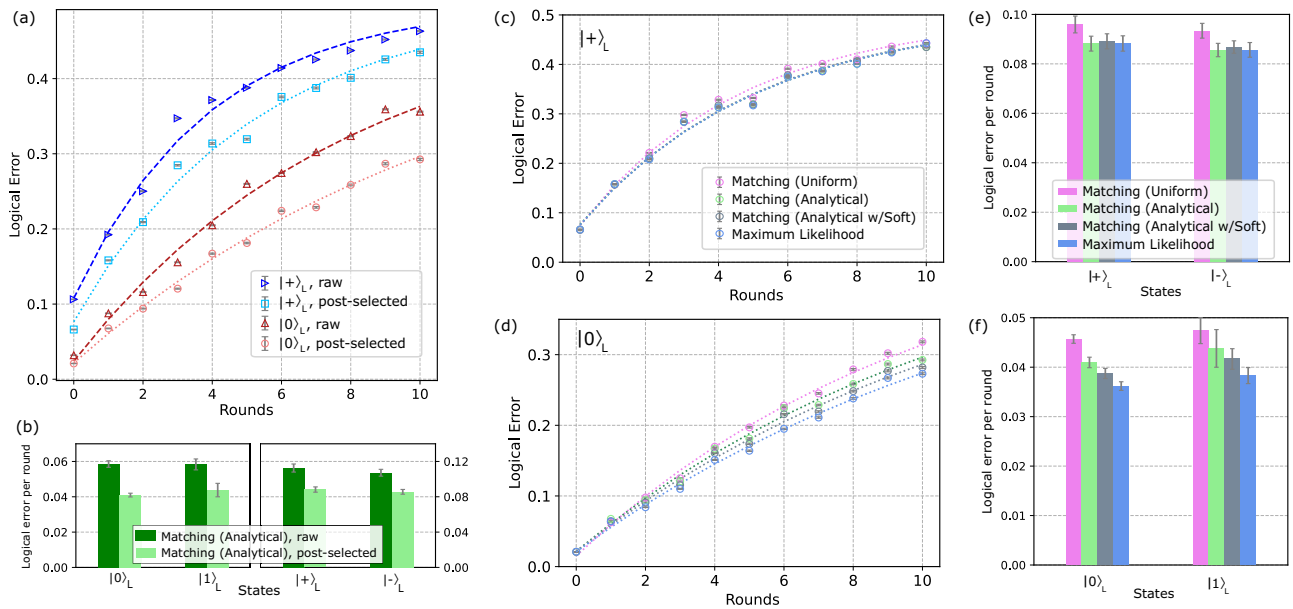 (a)
Logical Error
0.4
0.3
0.2
0.1
0.0
|+⟩L, raw
|+⟩L, post-selected
|0⟩L, raw
|0⟩L, post-selected
0 2 4 6 8 10
Rounds
(b)
Logical error per round
0.06
0.04
0.02
0.00
0.12
0.08
0.04
0.00
Matching (Analytical), raw
Matching (Analytical), post-selected
|0⟩L |1⟩L |+⟩L |-⟩L
States
(c)
|+⟩L
Logical Error
0.5
0.4
0.3
0.2
0.1
0.0
Matching (Uniform)
Matching (Analytical)
Matching (Analytical w/Soft)
Maximum Likelihood
0 2 4 6 8 10
Rounds
(d)
|0⟩L
Logical Error
0.3
0.2
0.1
0.0
0 2 4 6 8 10
Rounds
(e)
Logical error per round
0.10
0.08
0.06
0.04
0.02
0.00
Matching (Uniform)
Matching (Analytical)
Matching (Analytical w/Soft)
Maximum Likelihood
|+⟩L |-⟩L
States
(f)
Logical error per round
0.05
0.04
0.03
0.02
0.01
0.00
|0⟩L |1⟩L
States